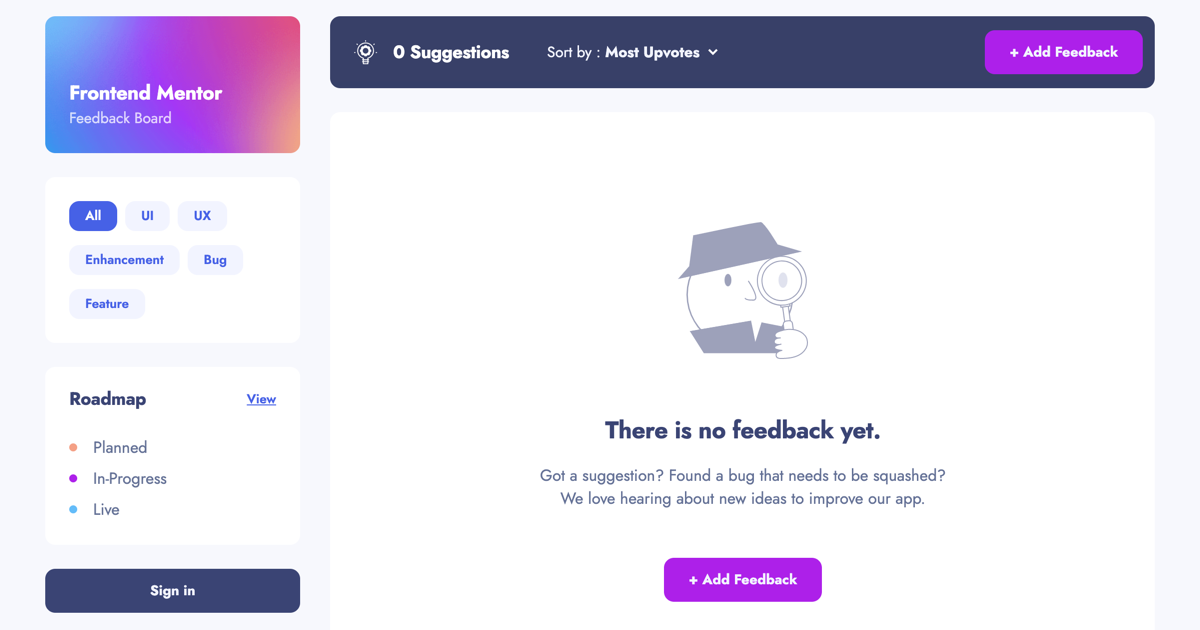 Frontend Mentor
Feedback Board
All
UI
UX
Enhancement
Bug
Feature
Roadmap
View
Planned
In-Progress
Live
Sign in
0 Suggestions
Sort by : Most Upvotes
+ Add Feedback
There is no feedback yet.
Got a suggestion? Found a bug that needs to be squashed?
We love hearing about new ideas to improve our app.
+ Add Feedback